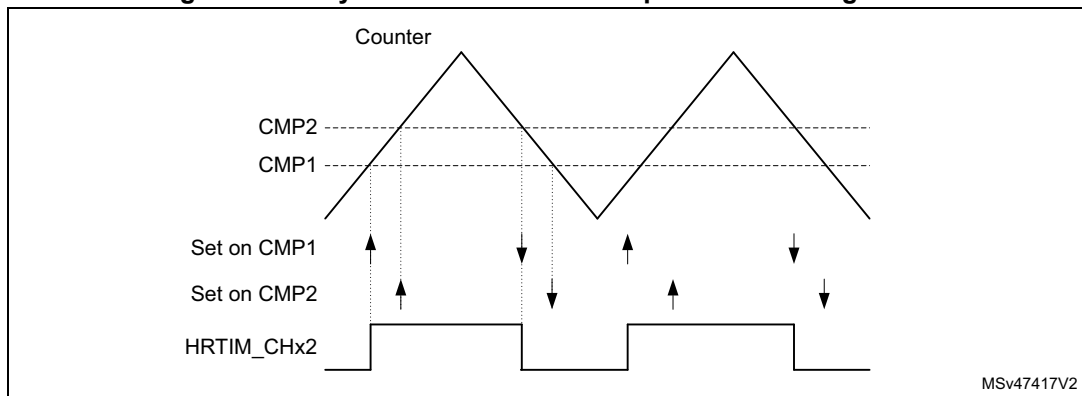 Counter
CMP2
CMP1
Set on CMP1
Set on CMP2
HRTIM_CHx2
MSv47417V2